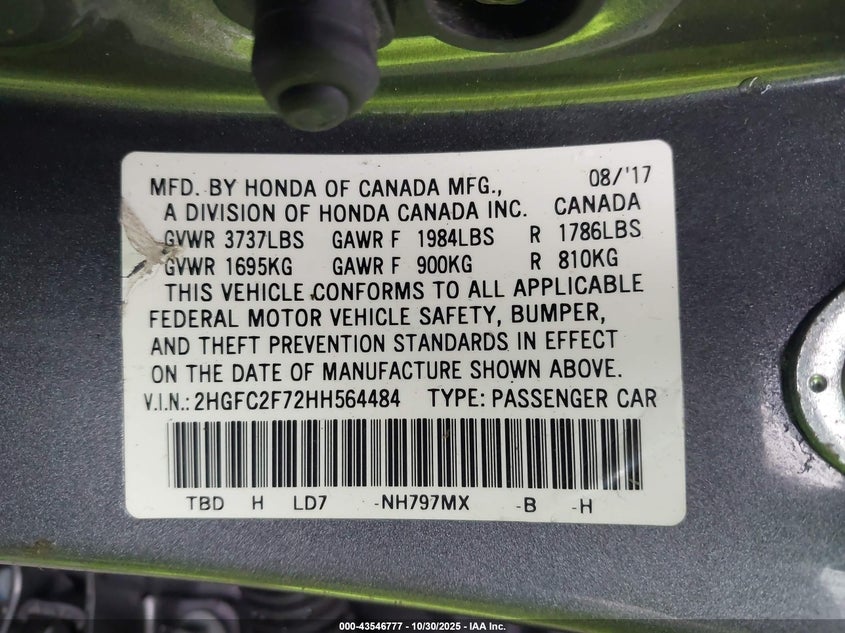 MFD. BY HONDA OF CANADA MFG., 08/'17
A DIVISION OF HONDA CANADA INC. CANADA
GVWR 3737LBS GAWR F 1984LBS R 1786LBS
GVWR 1695KG GAWR F 900KG R 810KG
THIS VEHICLE CONFORMS TO ALL APPLICABLE
FEDERAL MOTOR VEHICLE SAFETY, BUMPER,
AND THEFT PREVENTION STANDARDS IN EFFECT
ON THE DATE OF MANUFACTURE SHOWN ABOVE.
V.I.N.: 2HGFC2F72HH564484 TYPE: PASSENGER CAR
TBD H LD7 -NH797MX -B -H
000-43546777 - 10/30/2025 - IAA Inc.